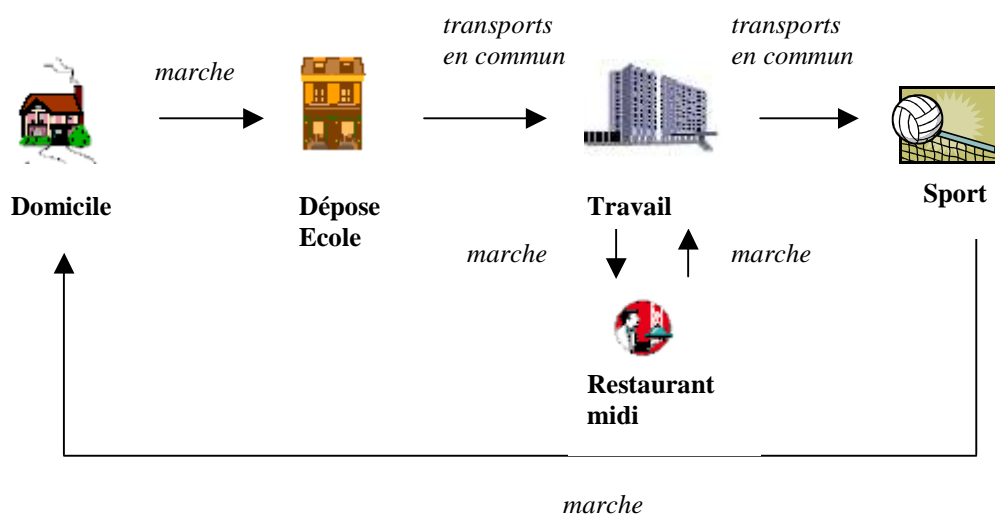 transports
en commun
transports
en commun
marche
Domicile
Dépose
Ecole
Travail
Sport
marche
marche
Restaurant
midi
marche